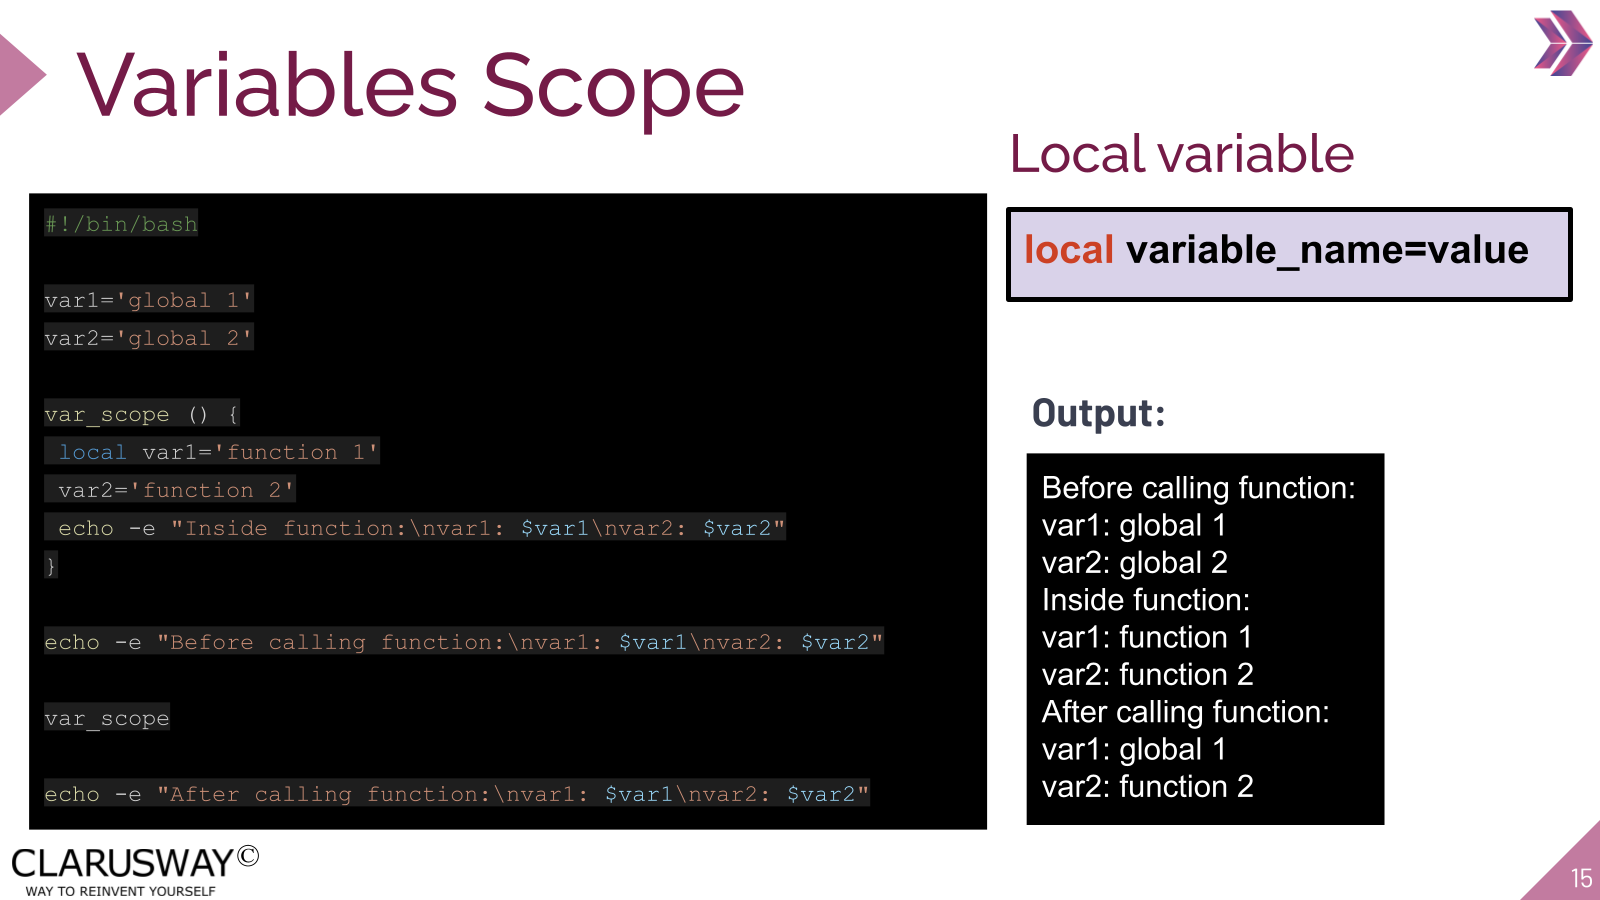 Variables Scope
Local variable
#!/bin/bash
var1='global 1'
var2='global 2'
var_scope () {
 local var1='function 1'
 var2='function 2'
 echo -e "Inside function:\nvar1: $var1\nvar2: $var2"
}
echo -e "Before calling function:\nvar1: $var1\nvar2: $var2"
var_scope
echo -e "After calling function:\nvar1: $var1\nvar2: $var2"
local variable_name=value
Output:
Before calling function:
var1: global 1
var2: global 2
Inside function:
var1: function 1
var2: function 2
After calling function:
var1: global 1
var2: function 2
CLARUSWAY©
WAY TO REINVENT YOURSELF
15